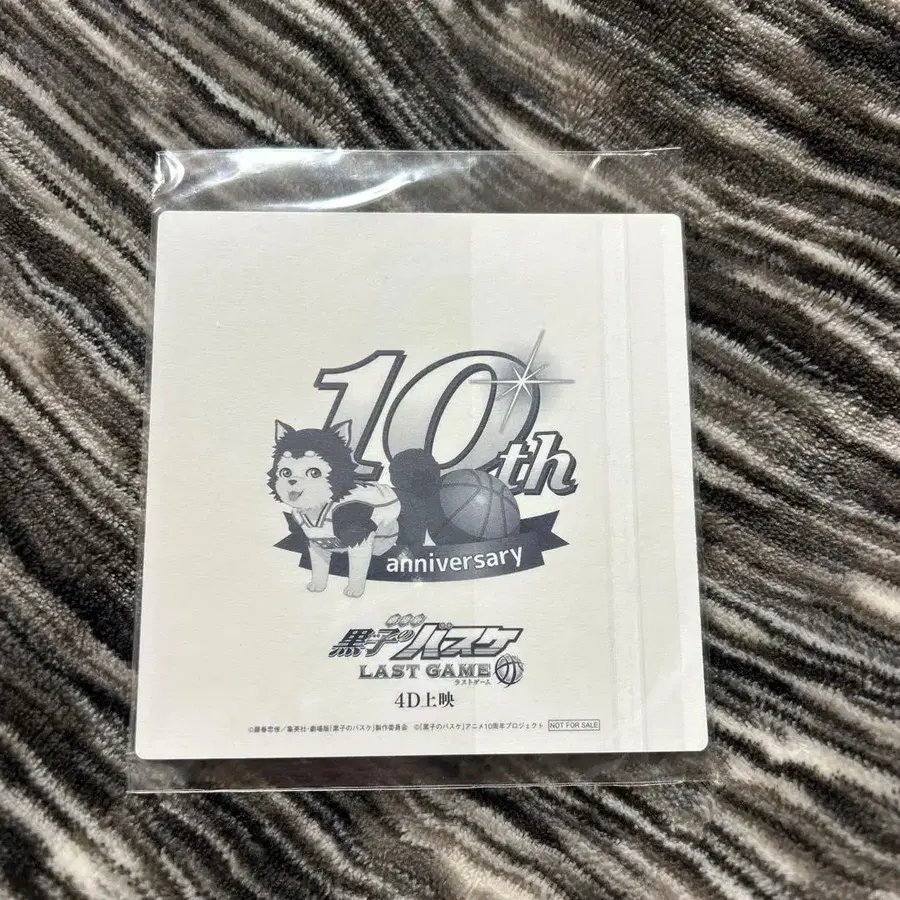 10th
anniversary
劇場版
黒子のバスケ
LAST GAME
ラストゲーム
4D上映
©藤巻忠俊／集英社・劇場版「黒子のバスケ」製作委員会 ©「黒子のバスケ」アニメ10周年プロジェクト NOT FOR SALE